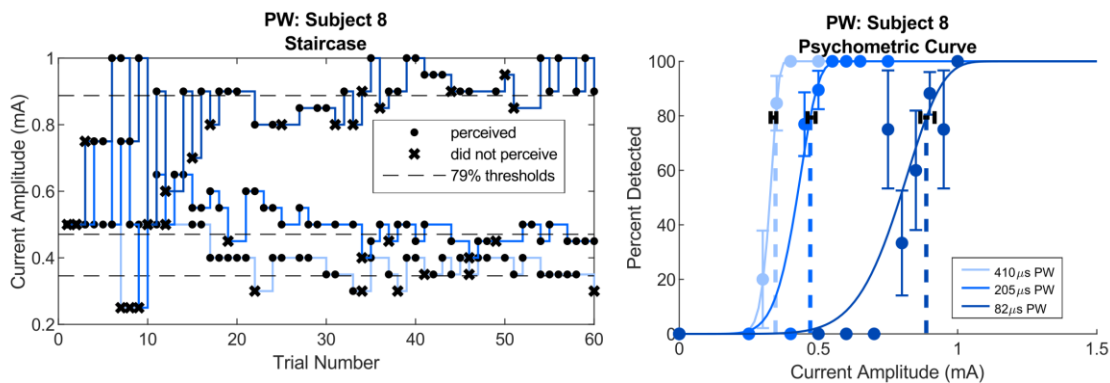 PW: Subject 8
Staircase
Current Amplitude (mA)
1
0.8
0.6
0.4
0.2
perceived
did not perceive
79% thresholds
0
10
20
30
40
50
60
Trial Number
PW: Subject 8
Psychometric Curve
Percent Detected
100
80
60
40
20
0
410μs PW
205μs PW
82μs PW
0
0.5
1
1.5
Current Amplitude (mA)